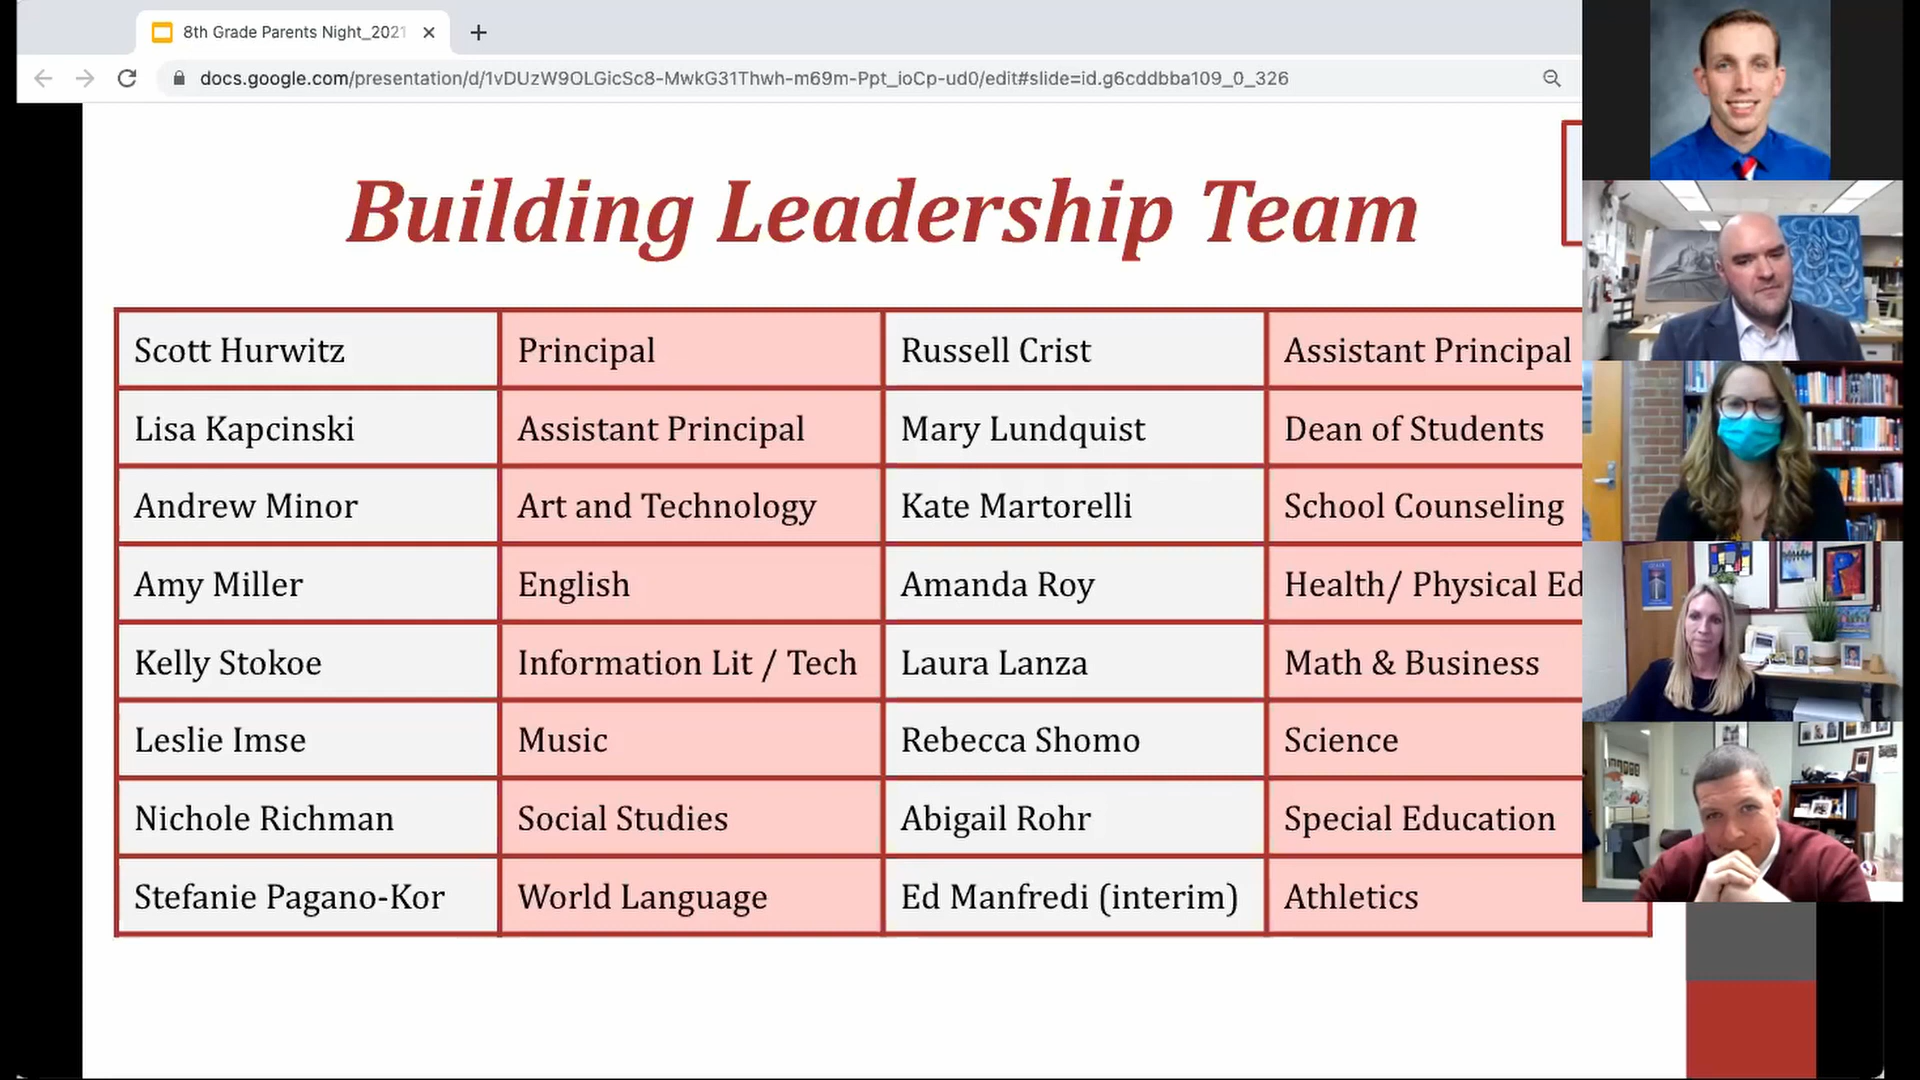 8th Grade Parents Night_2021
docs.google.com/presentation/d/1vDUzW9OLGicSc8-MwkG31Thwh-m69m-Ppt_ioCp-ud0/edit#slide=id.g6cddbba109_0_326
Building Leadership Team
Scott Hurwitz Principal Russell Crist Assistant Principal
Lisa Kapcinski Assistant Principal Mary Lundquist Dean of Students
Andrew Minor Art and Technology Kate Martorelli School Counseling
Amy Miller English Amanda Roy Health/ Physical Ed
Kelly Stokoe Information Lit / Tech Laura Lanza Math & Business
Leslie Imse Music Rebecca Shomo Science
Nichole Richman Social Studies Abigail Rohr Special Education
Stefanie Pagano-Kor World Language Ed Manfredi (interim) Athletics